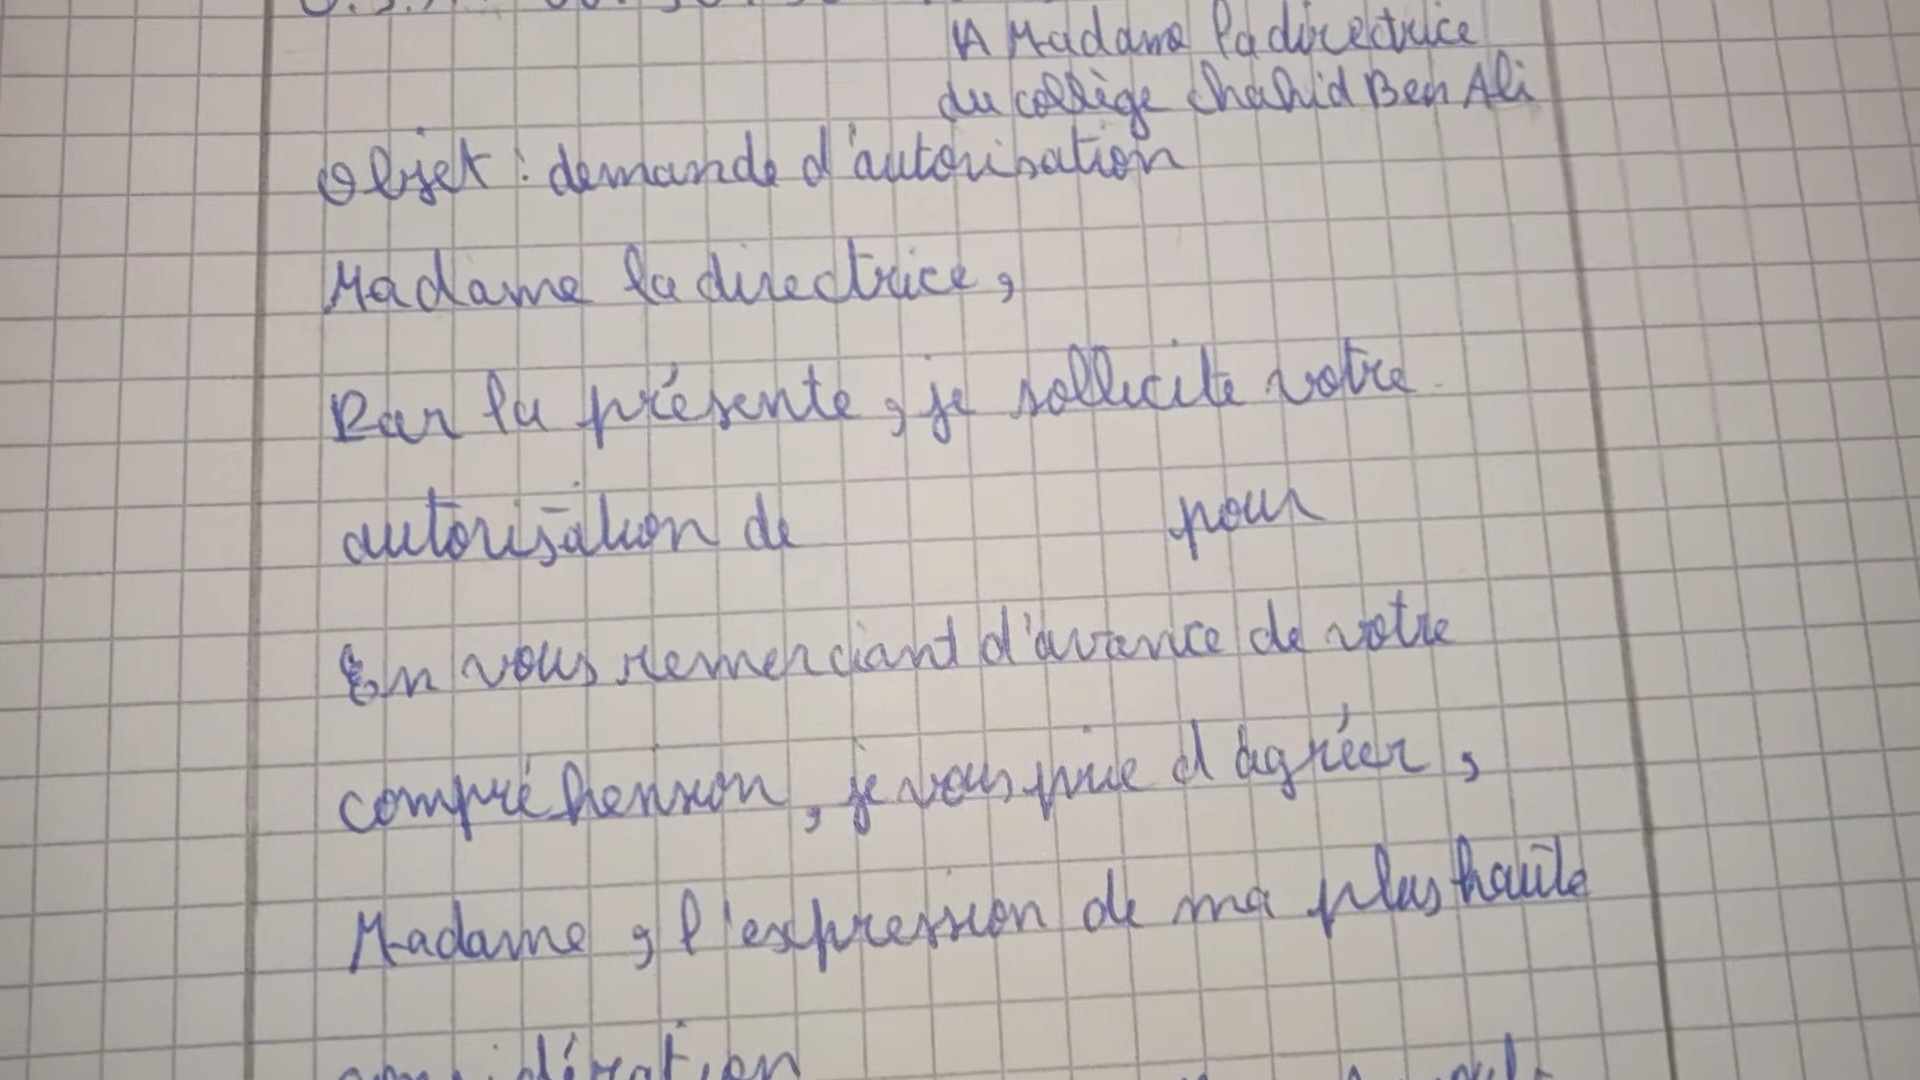 A Madame la directrice
du collège Chahid Ben Ali
Objet : demande d'autorisation
Madame la directrice,
Par la présente, je sollicite votre
autorisation de pour
En vous remerciant d'avance de votre
compréhension, je vous prie d'agréer,
Madame, l'expression de ma plus haute
considération